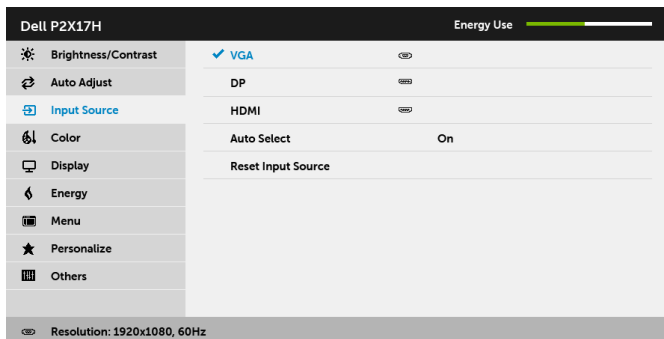 Dell P2X17H Energy Use
Brightness/Contrast VGA
Auto Adjust DP
Input Source HDMI
Color Auto Select On
Display Reset Input Source
Energy
Menu
Personalize
Others
Resolution: 1920x1080, 60Hz